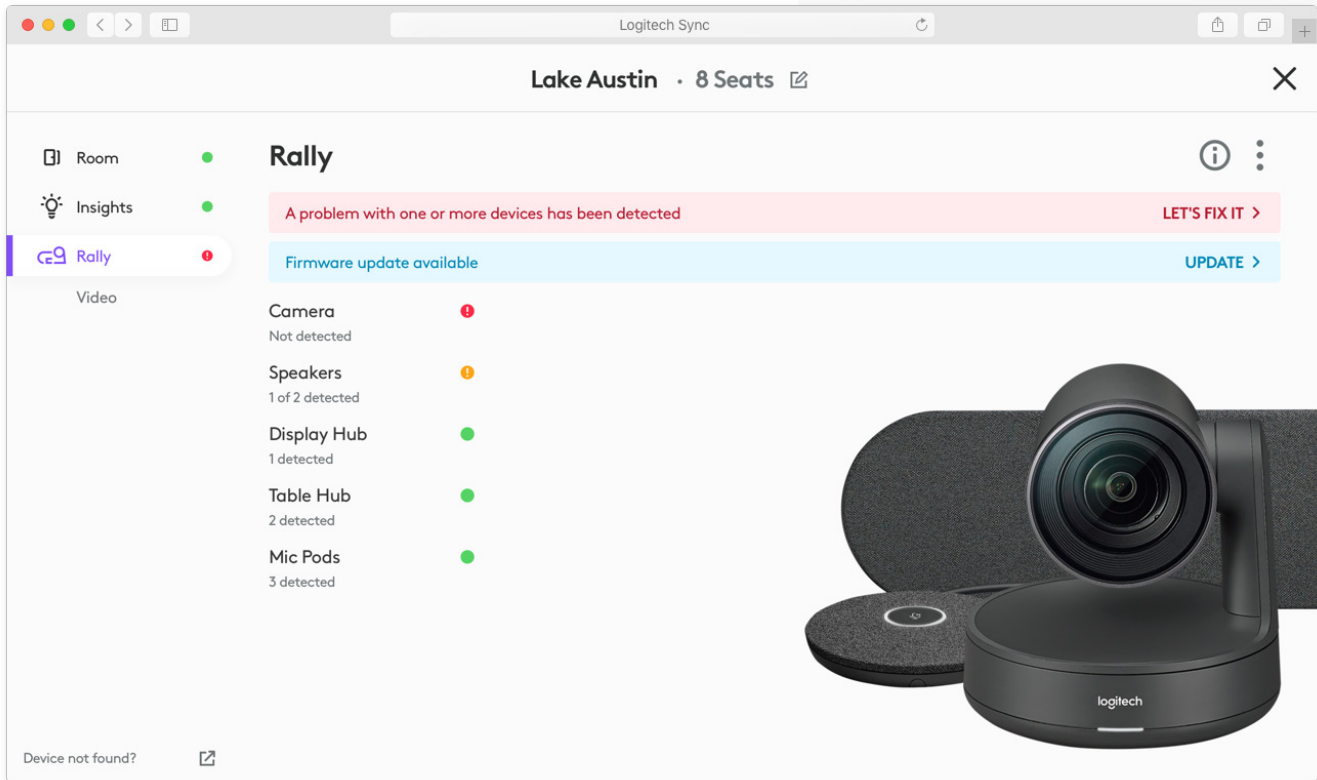 Logitech Sync
Lake Austin · 8 Seats
Room
Insights
Rally
Video
Device not found?
Rally
A problem with one or more devices has been detected LET'S FIX IT >
Firmware update available UPDATE >
Camera
Not detected
Speakers
1 of 2 detected
Display Hub
1 detected
Table Hub
2 detected
Mic Pods
3 detected
logitech